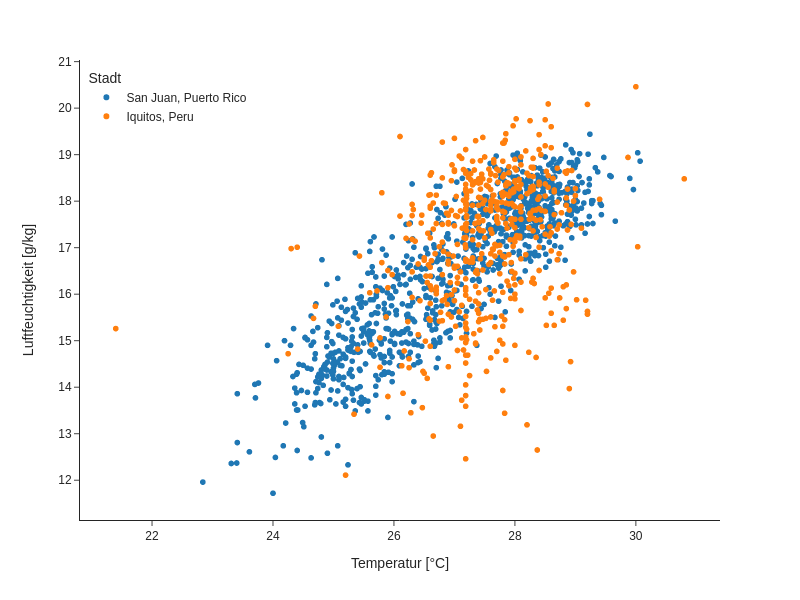 21
20
19
18
17
16
15
14
13
12
Luftfeuchtigkeit [g/kg]
Stadt
San Juan, Puerto Rico
Iquitos, Peru
22 24 26 28 30
Temperatur [°C]